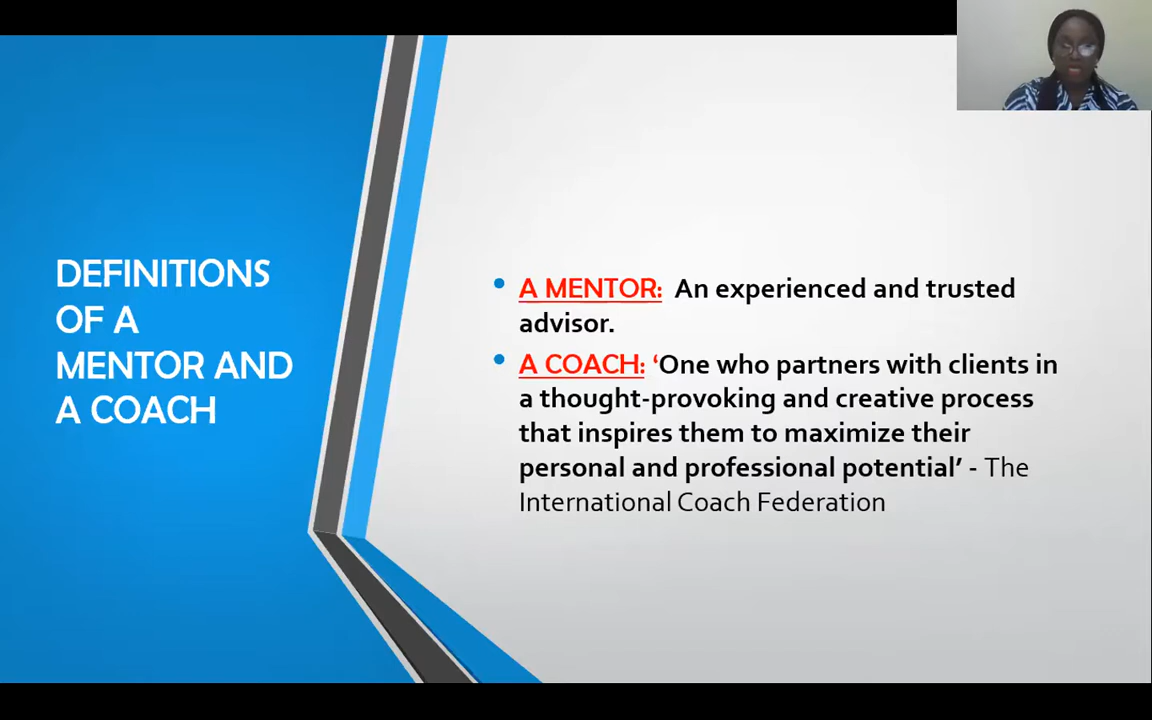 DEFINITIONS
OF A
MENTOR AND
A COACH
A MENTOR: An experienced and trusted
advisor.
A COACH: ‘One who partners with clients in
a thought-provoking and creative process
that inspires them to maximize their
personal and professional potential’ - The
International Coach Federation